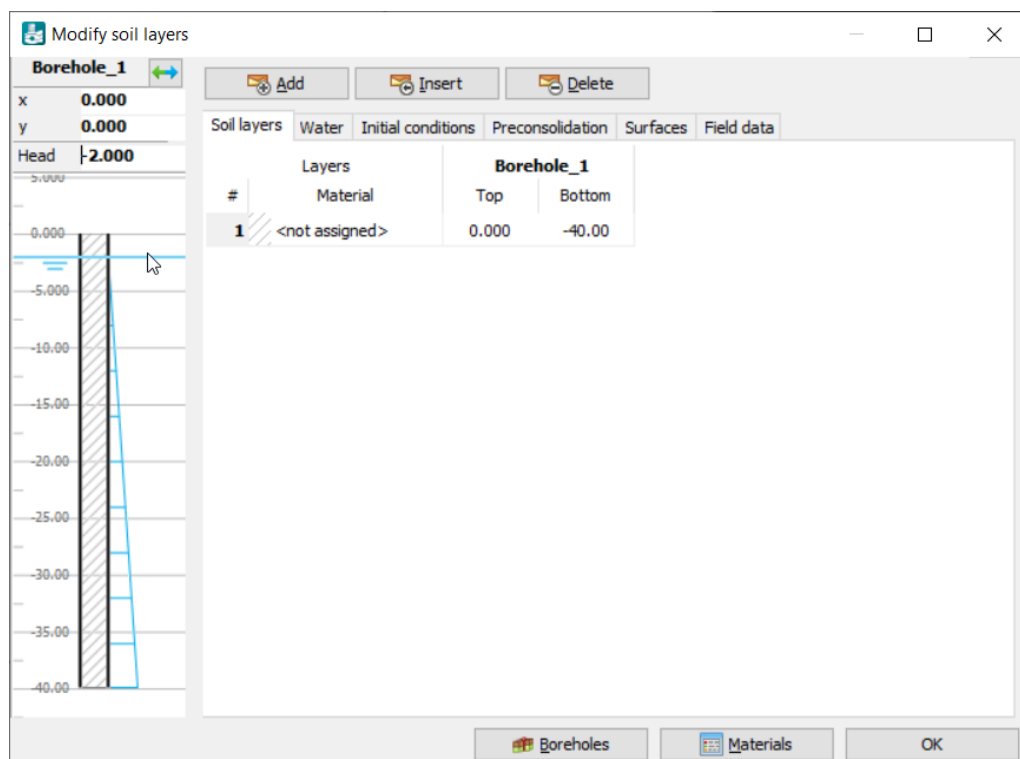 Modify soil layers
Borehole_1
x 0.000
y 0.000
Head -2.000
5.000
0.000
-5.000
-10.00
-15.00
-20.00
-25.00
-30.00
-35.00
-40.00
Add Insert Delete
Soil layers Water Initial conditions Preconsolidation Surfaces Field data
Layers Borehole_1
# Material Top Bottom
1 <not assigned> 0.000 -40.00
Boreholes Materials OK